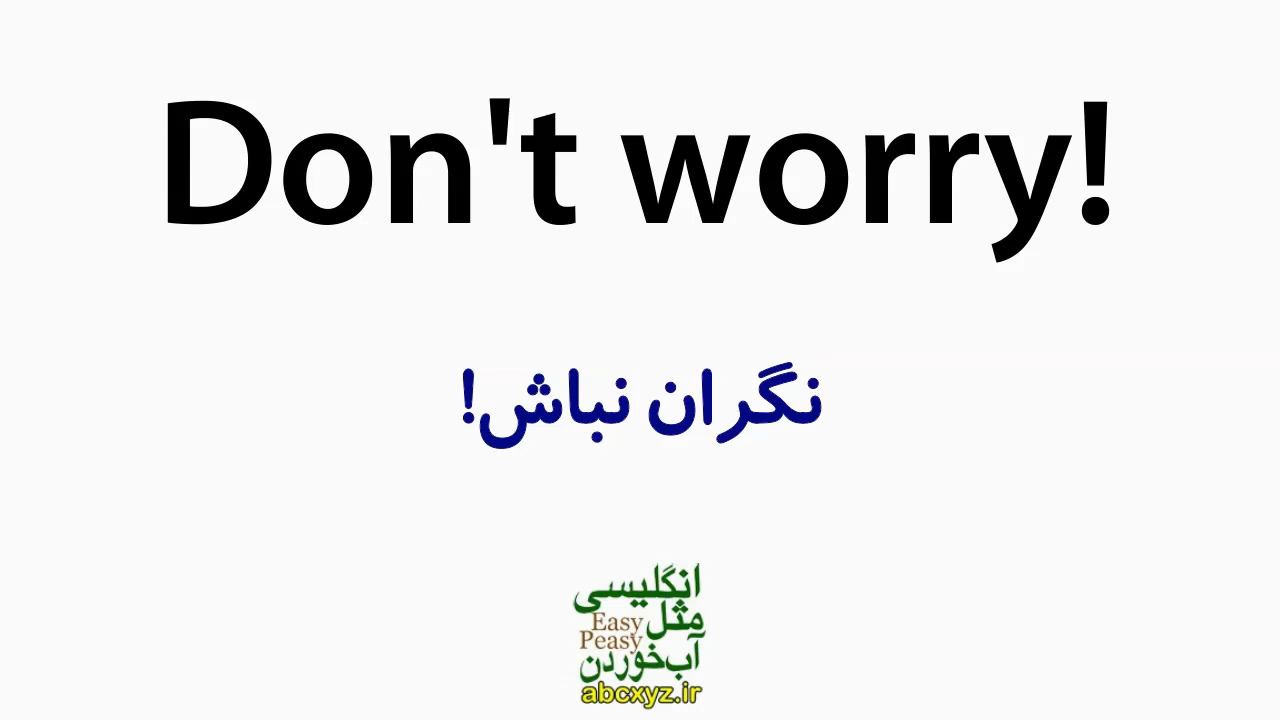 Don't worry!
نگران نباش!
انگلیسی
مثل
Easy
Peasy
آب‌خوردن
abcxyz.ir